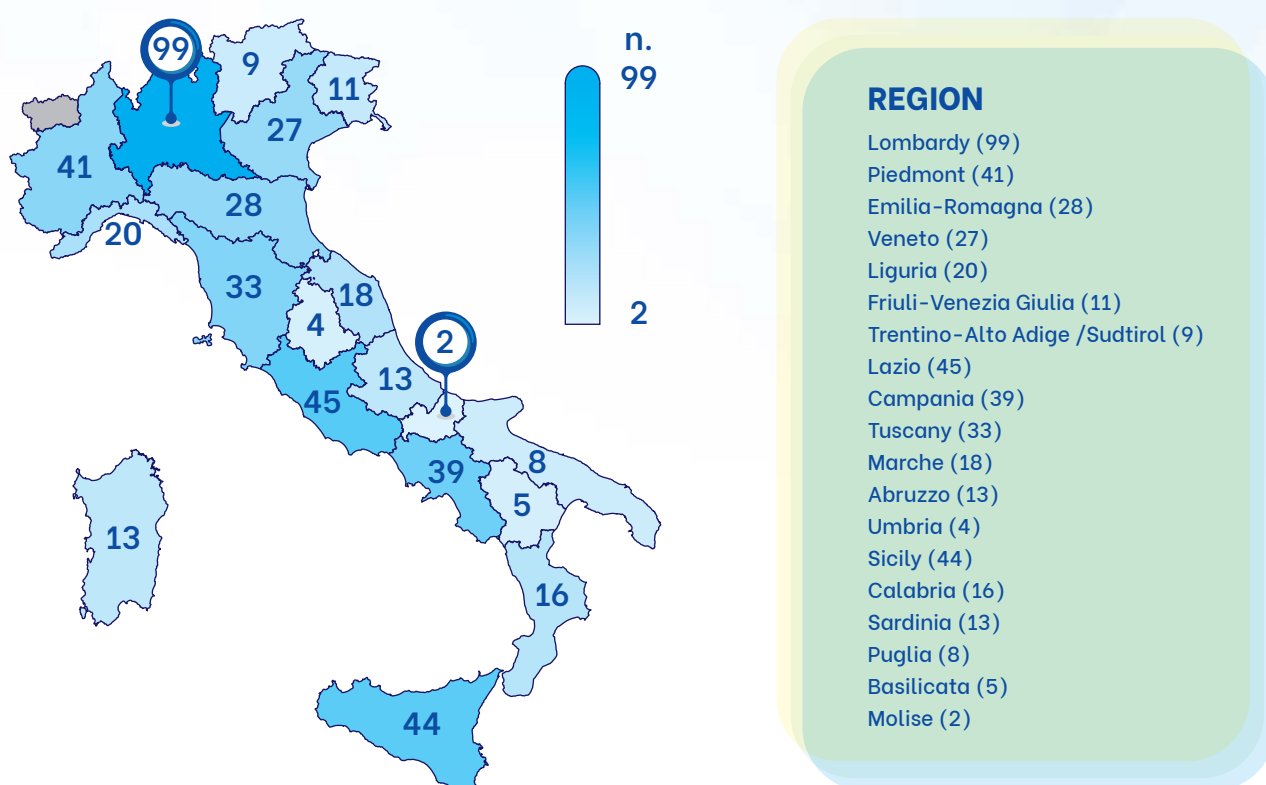 99
9
11
27
41
28
20
33
18
4
2
13
45
39
8
5
13
16
44
n.
99
2
REGION
Lombardy (99)
Piedmont (41)
Emilia-Romagna (28)
Veneto (27)
Liguria (20)
Friuli-Venezia Giulia (11)
Trentino-Alto Adige /Sudtirol (9)
Lazio (45)
Campania (39)
Tuscany (33)
Marche (18)
Abruzzo (13)
Umbria (4)
Sicily (44)
Calabria (16)
Sardinia (13)
Puglia (8)
Basilicata (5)
Molise (2)